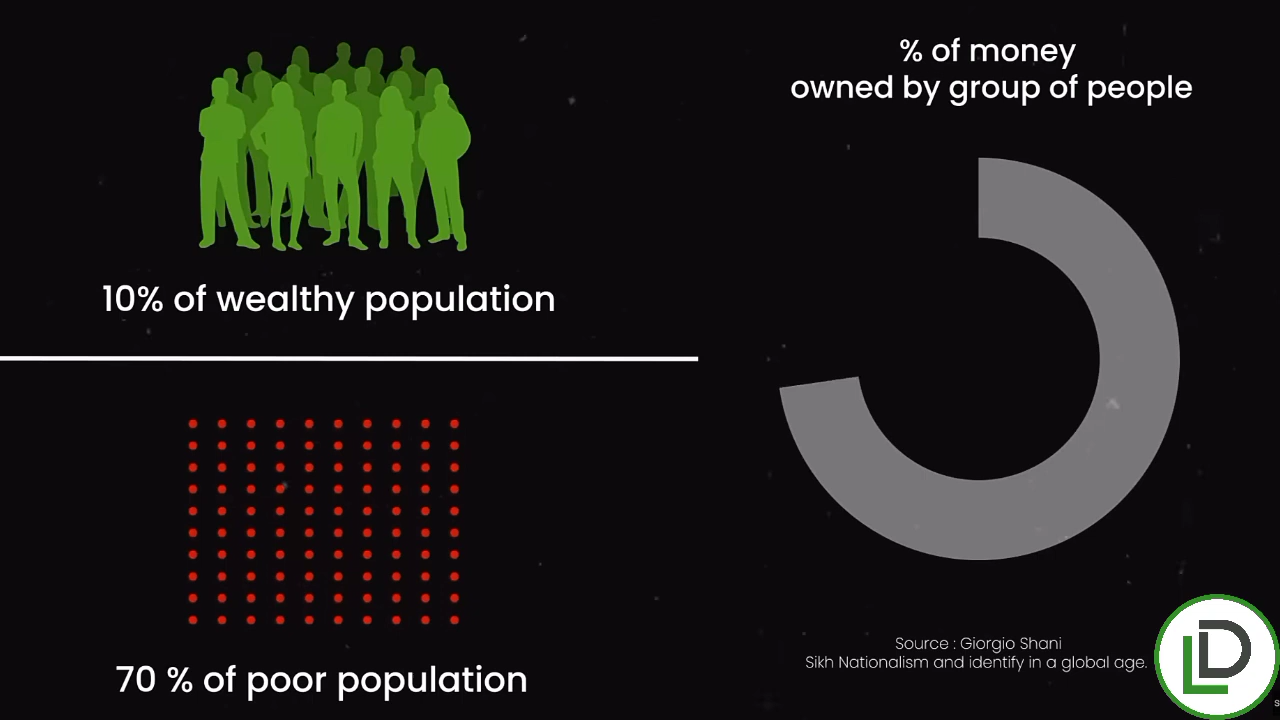 % of money
owned by group of people
10% of wealthy population
70 % of poor population
Source : Giorgio Shani
Sikh Nationalism and identify in a global age.
LD